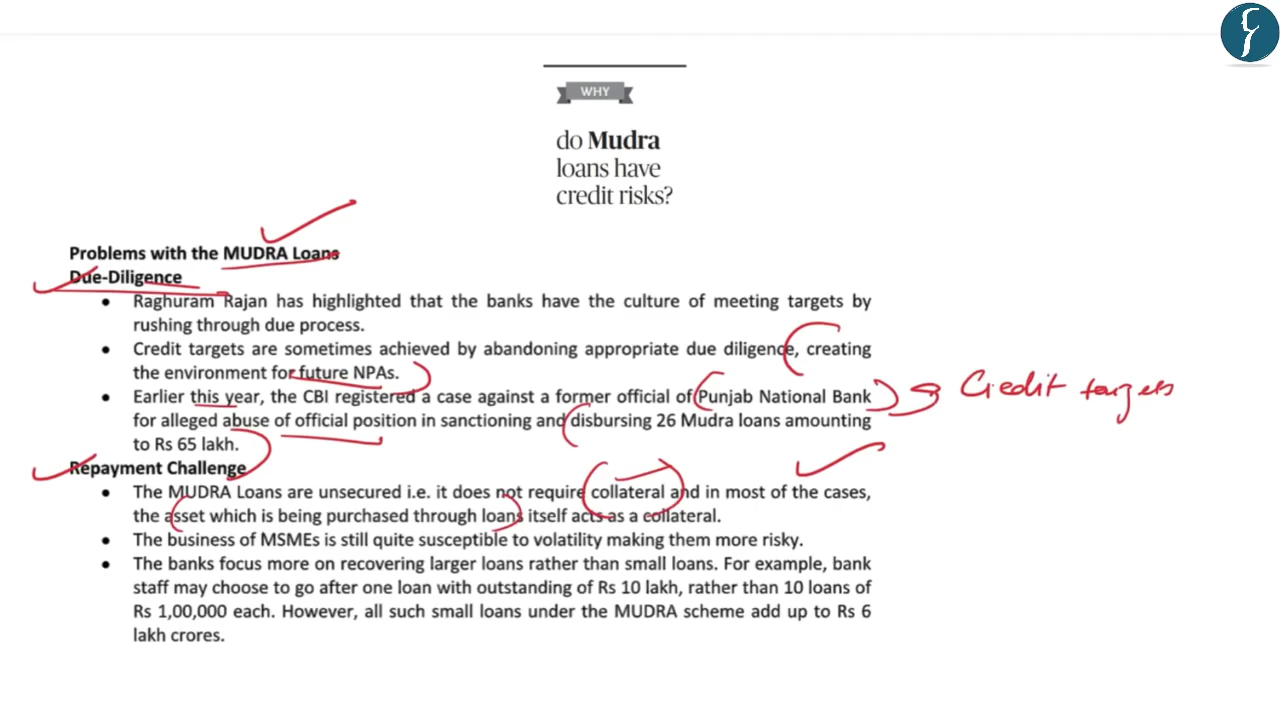 WHY
do Mudra
loans have
credit risks?
Problems with the MUDRA Loans
Due-Diligence
• Raghuram Rajan has highlighted that the banks have the culture of meeting targets by
rushing through due process.
• Credit targets are sometimes achieved by abandoning appropriate due diligence, creating
the environment for future NPAs.
• Earlier this year, the CBI registered a case against a former official of Punjab National Bank
for alleged abuse of official position in sanctioning and disbursing 26 Mudra loans amounting
to Rs 65 lakh.
Credit targets
Repayment Challenge
• The MUDRA Loans are unsecured i.e. it does not require collateral and in most of the cases,
the asset which is being purchased through loans itself acts as a collateral.
• The business of MSMEs is still quite susceptible to volatility making them more risky.
• The banks focus more on recovering larger loans rather than small loans. For example, bank
staff may choose to go after one loan with outstanding of Rs 10 lakh, rather than 10 loans of
Rs 1,00,000 each. However, all such small loans under the MUDRA scheme add up to Rs 6
lakh crores.